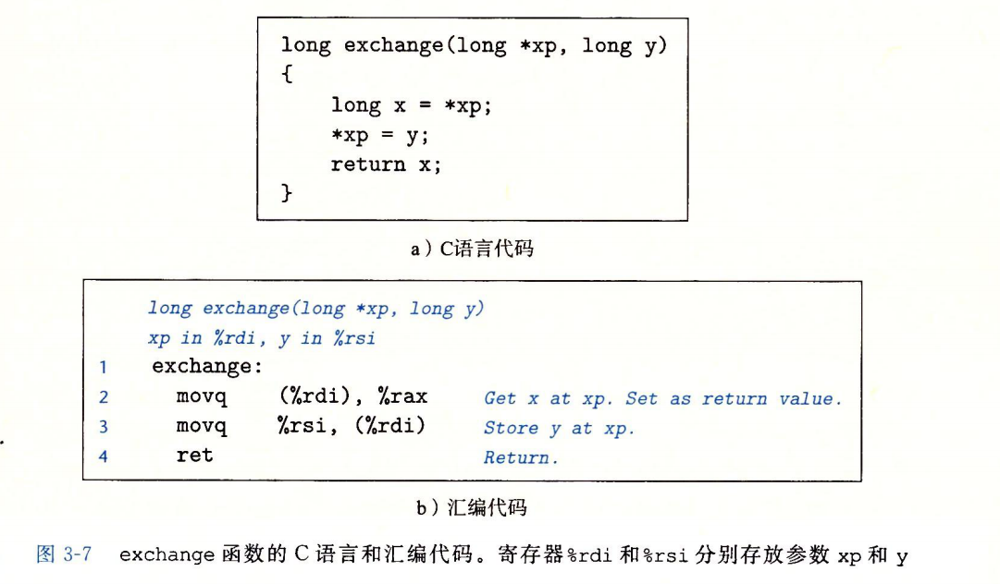 long exchange(long *xp, long y)
{
    long x = *xp;
    *xp = y;
    return x;
}
a）C语言代码
long exchange(long *xp, long y)
xp in %rdi, y in %rsi
1 exchange:
2 movq (%rdi), %rax Get x at xp. Set as return value.
3 movq %rsi, (%rdi) Store y at xp.
4 ret Return.
b）汇编代码
图 3-7 exchange 函数的 C 语言和汇编代码。寄存器%rdi 和%rsi 分别存放参数 xp 和 y